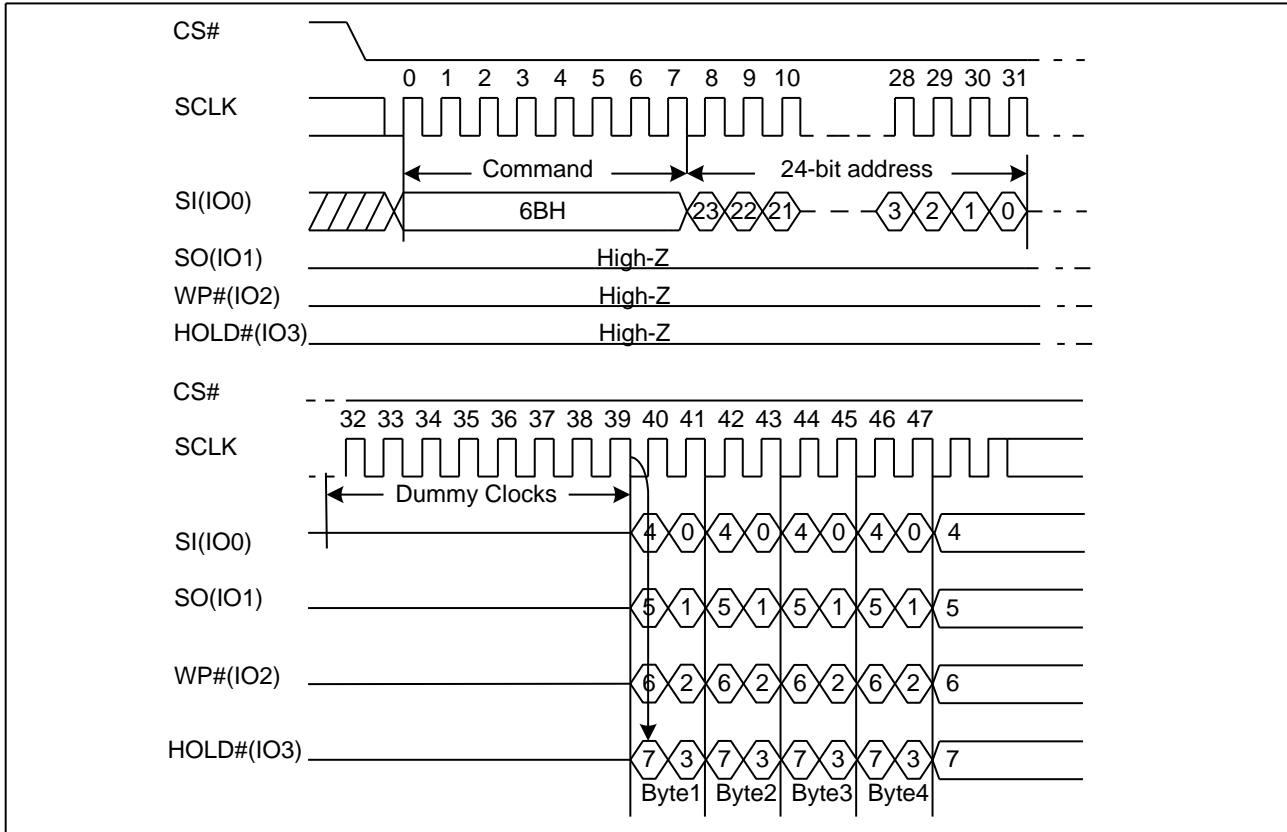 CS#
0 1 2 3 4 5 6 7 8 9 10 28 29 30 31
SCLK
Command 24-bit address
SI(IO0) 6BH 23 22 21 3 2 1 0
SO(IO1) High-Z
WP#(IO2) High-Z
HOLD#(IO3) High-Z
CS#
32 33 34 35 36 37 38 39 40 41 42 43 44 45 46 47
SCLK
Dummy Clocks
SI(IO0) 4 0 4 0 4 0 4 0 4
SO(IO1) 5 1 5 1 5 1 5 1 5
WP#(IO2) 6 2 6 2 6 2 6 2 6
HOLD#(IO3) 7 3 7 3 7 3 7 3 7
Byte1 Byte2 Byte3 Byte4